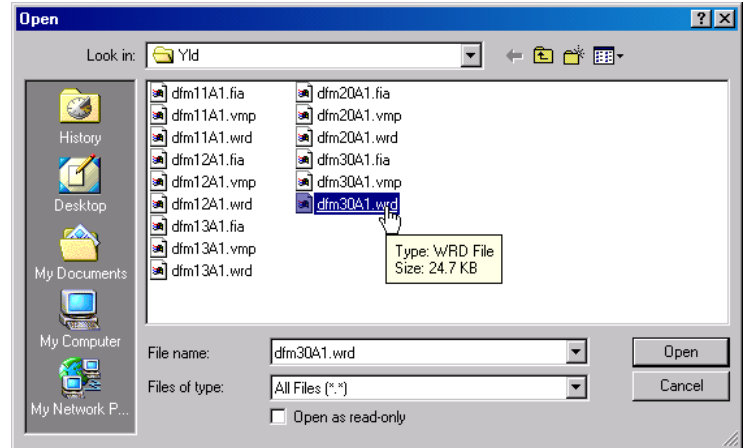 Open
Look in: Yld
History
Desktop
My Documents
My Computer
My Network P...
dfm11A1.fia
dfm11A1.vmp
dfm11A1.wrd
dfm12A1.fia
dfm12A1.vmp
dfm12A1.wrd
dfm13A1.fia
dfm13A1.vmp
dfm13A1.wrd
dfm20A1.fia
dfm20A1.vmp
dfm20A1.wrd
dfm30A1.fia
dfm30A1.vmp
dfm30A1.wrd
Type: WRD File
Size: 24.7 KB
File name: dfm30A1.wrd Open
Files of type: All Files (*.*) Cancel
Open as read-only